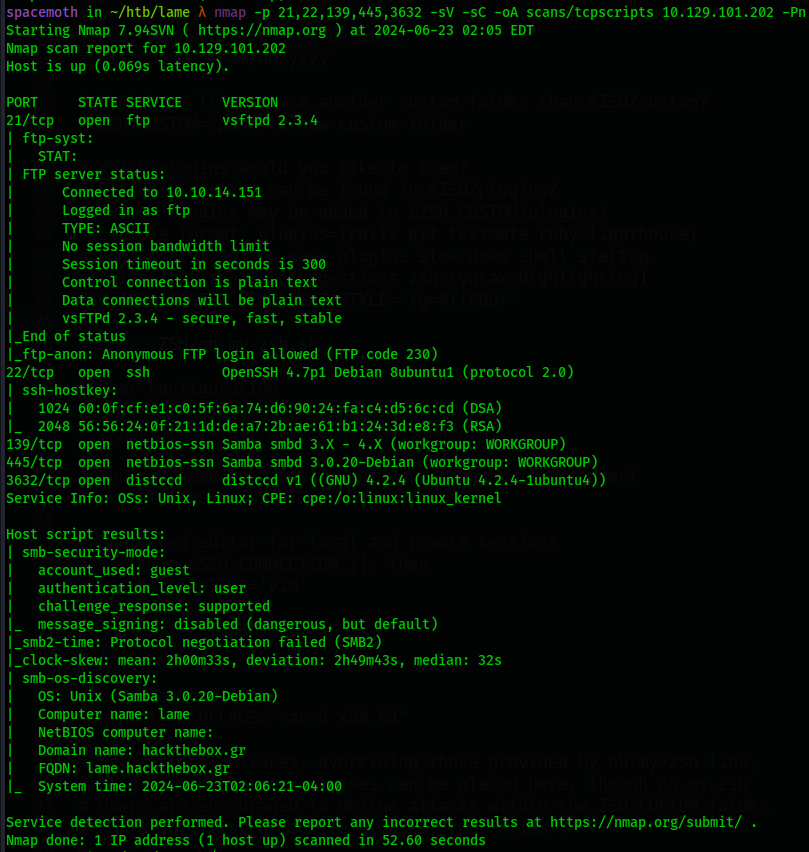 spacemoth in ~/htb/lame λ nmap -p 21,22,139,445,3632 -sV -sC -oA scans/tcpscripts 10.129.101.202 -Pn
Starting Nmap 7.94SVN ( https://nmap.org ) at 2024-06-23 02:05 EDT
Nmap scan report for 10.129.101.202
Host is up (0.069s latency).
PORT     STATE SERVICE     VERSION
21/tcp   open  ftp         vsftpd 2.3.4
| ftp-syst:
|   STAT:
| FTP server status:
|      Connected to 10.10.14.151
|      Logged in as ftp
|      TYPE: ASCII
|      No session bandwidth limit
|      Session timeout in seconds is 300
|      Control connection is plain text
|      Data connections will be plain text
|      vsFTPd 2.3.4 - secure, fast, stable
|_End of status
|_ftp-anon: Anonymous FTP login allowed (FTP code 230)
22/tcp   open  ssh         OpenSSH 4.7p1 Debian 8ubuntu1 (protocol 2.0)
| ssh-hostkey:
|   1024 60:0f:cf:e1:c0:5f:6a:74:d6:90:24:fa:c4:d5:6c:cd (DSA)
|_  2048 56:56:24:0f:21:1d:de:a7:2b:ae:61:b1:24:3d:e8:f3 (RSA)
139/tcp  open  netbios-ssn Samba smbd 3.X - 4.X (workgroup: WORKGROUP)
445/tcp  open  netbios-ssn Samba smbd 3.0.20-Debian (workgroup: WORKGROUP)
3632/tcp open  distccd     distccd v1 ((GNU) 4.2.4 (Ubuntu 4.2.4-1ubuntu4))
Service Info: OSs: Unix, Linux; CPE: cpe:/o:linux:linux_kernel
Host script results:
| smb-security-mode:
|   account_used: guest
|   authentication_level: user
|   challenge_response: supported
|_  message_signing: disabled (dangerous, but default)
|_smb2-time: Protocol negotiation failed (SMB2)
|_clock-skew: mean: 2h00m33s, deviation: 2h49m43s, median: 32s
| smb-os-discovery:
|   OS: Unix (Samba 3.0.20-Debian)
|   Computer name: lame
|   NetBIOS computer name:
|   Domain name: hackthebox.gr
|   FQDN: lame.hackthebox.gr
|_  System time: 2024-06-23T02:06:21-04:00
Service detection performed. Please report any incorrect results at https://nmap.org/submit/ .
Nmap done: 1 IP address (1 host up) scanned in 52.60 seconds